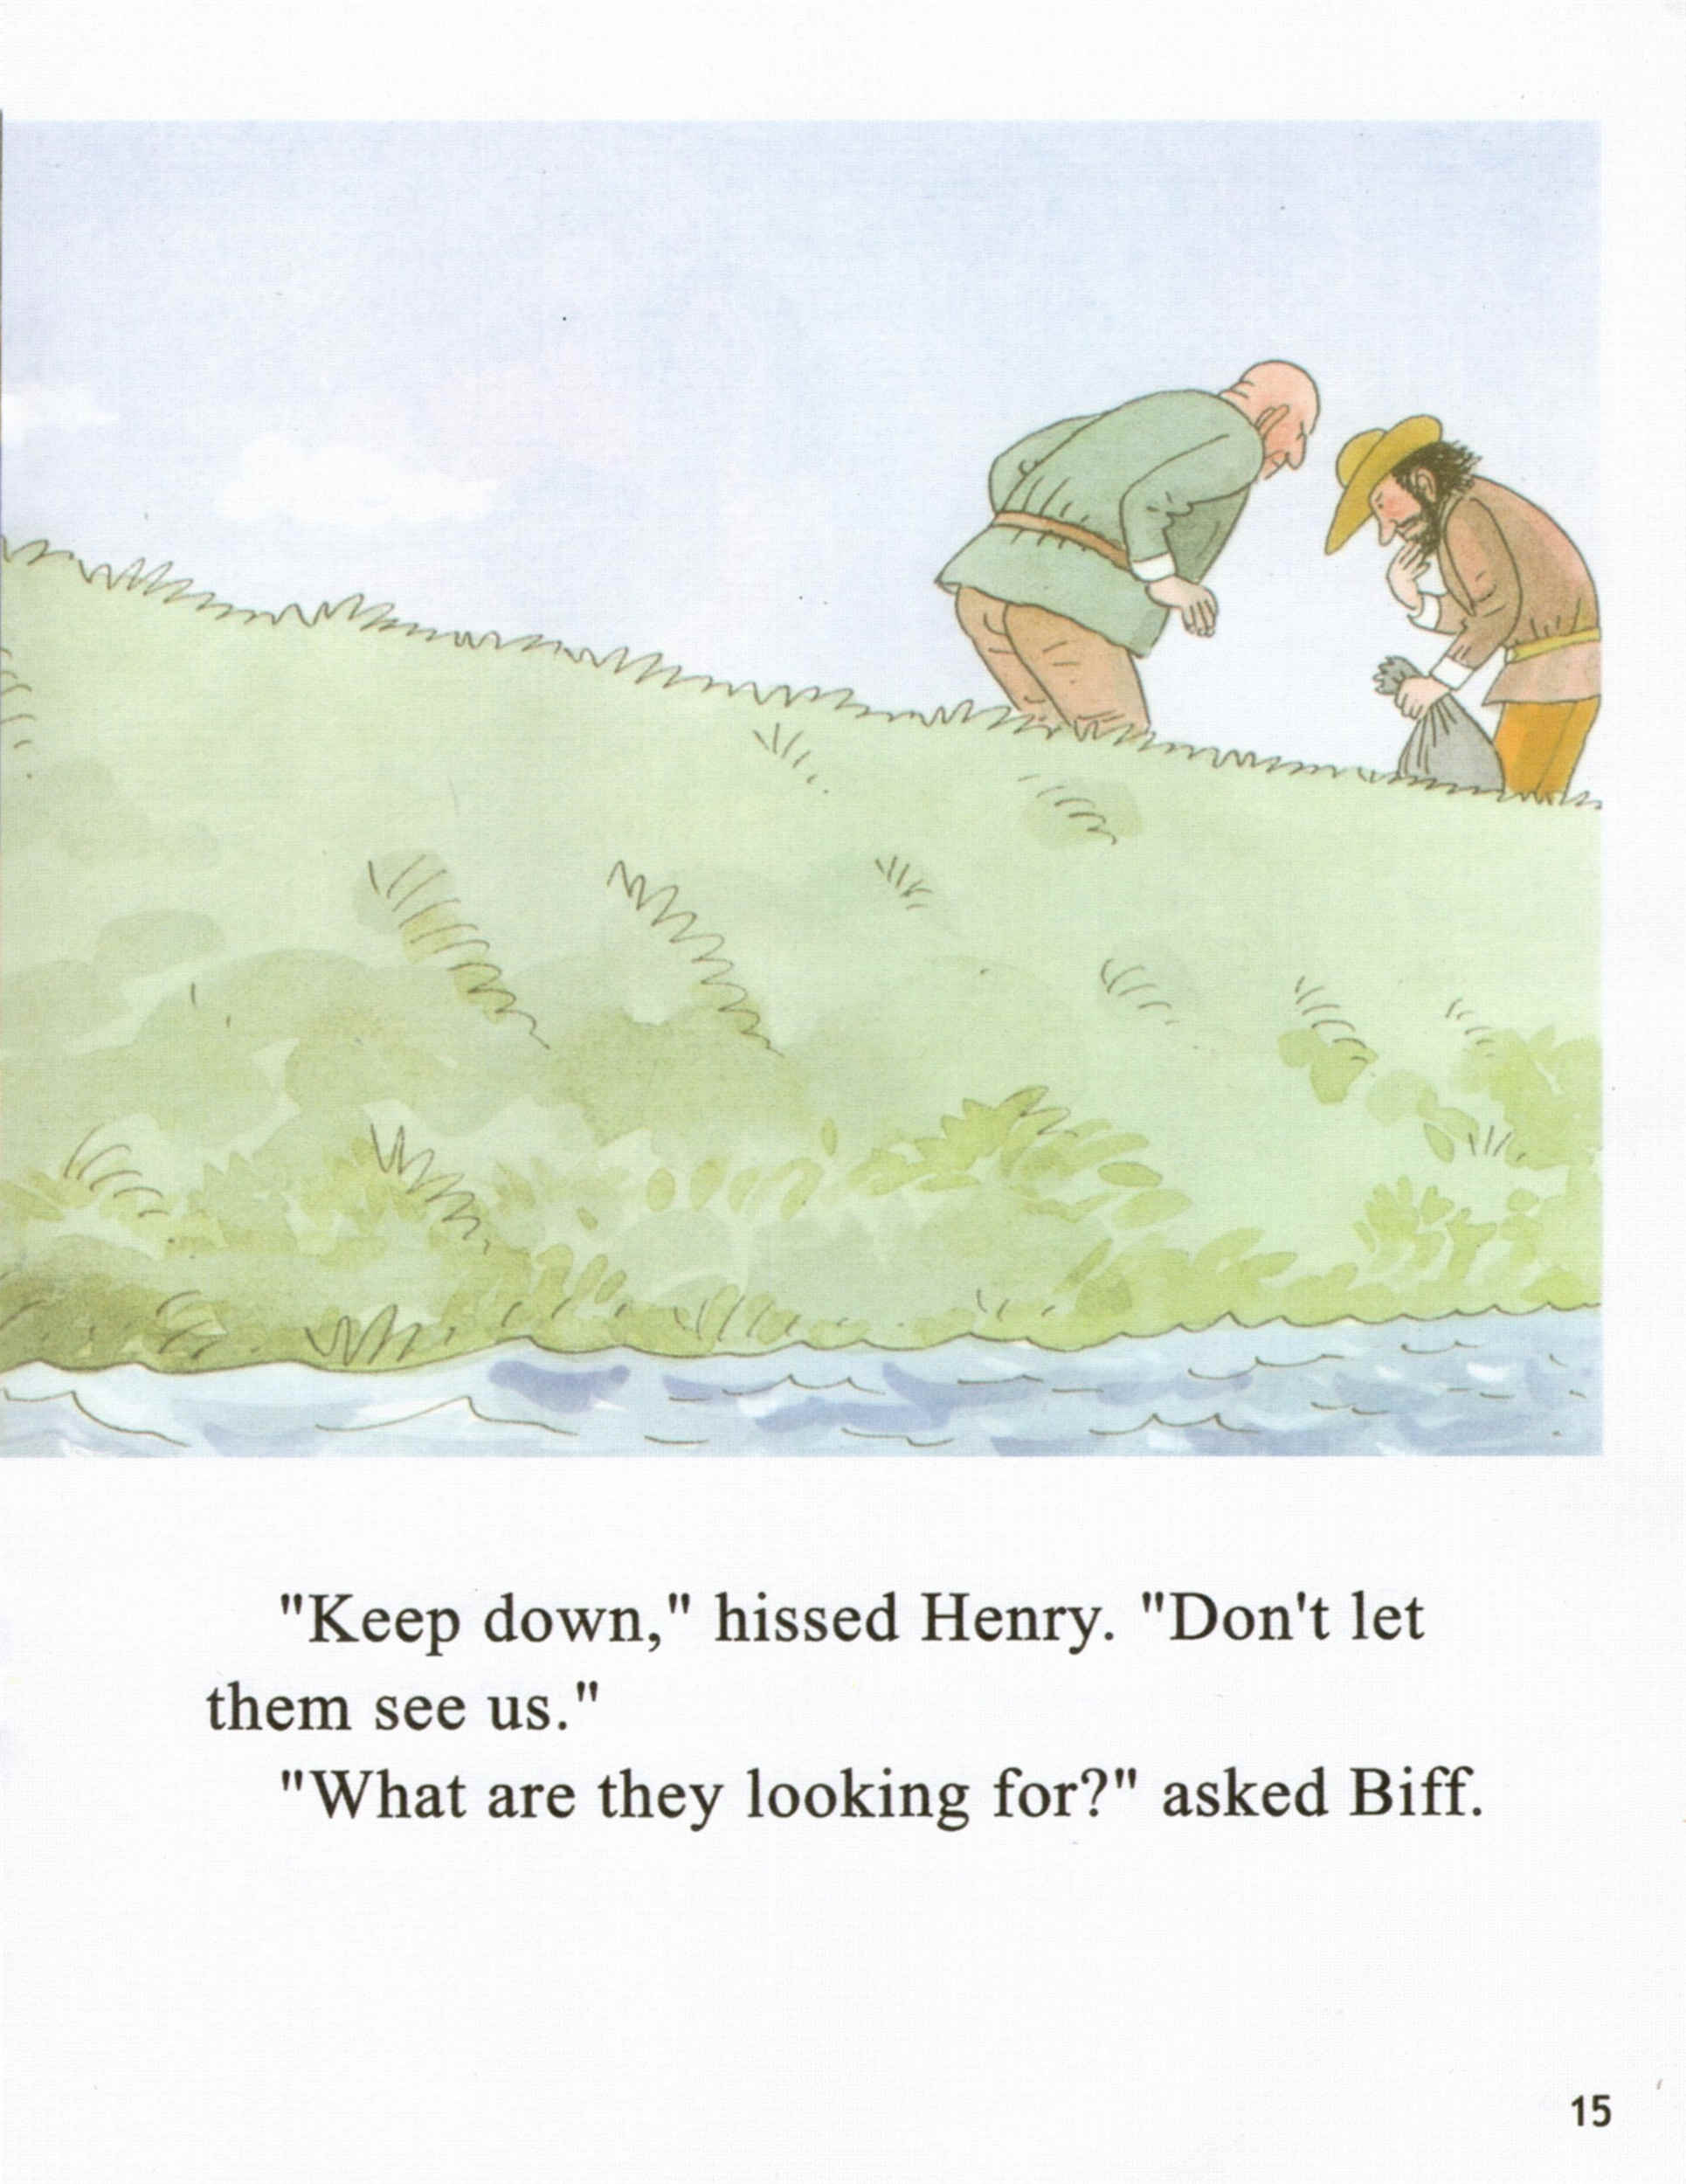 "Keep down," hissed Henry. "Don't let
them see us."
"What are they looking for?" asked Biff.
15